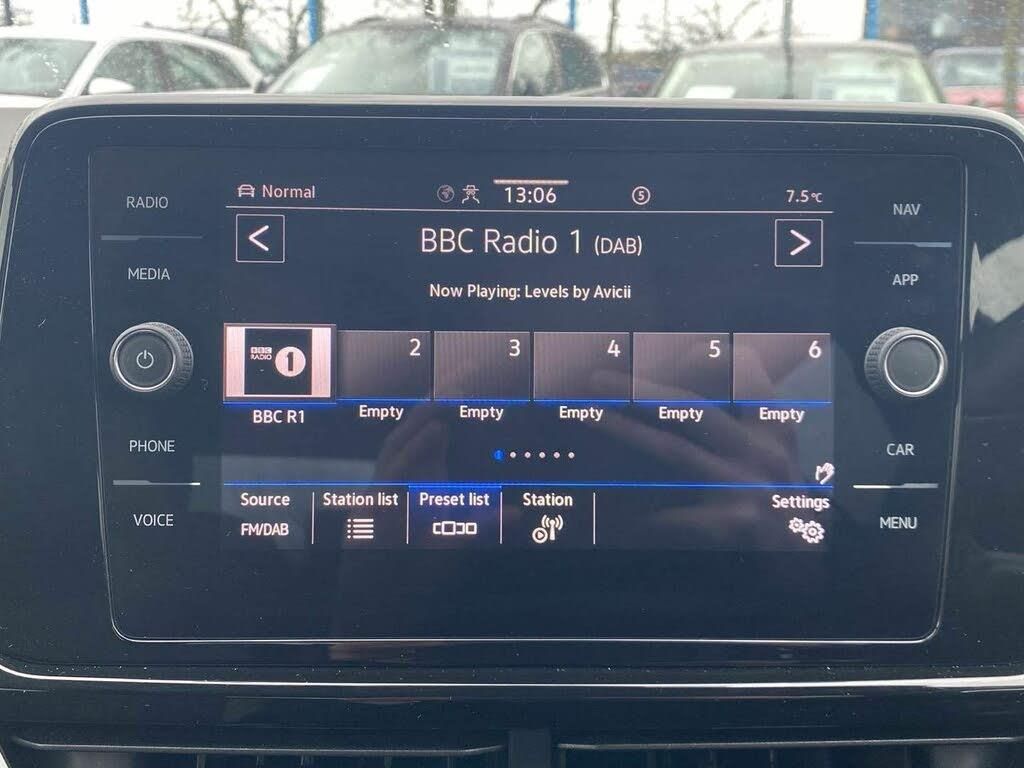 RADIO
MEDIA
PHONE
VOICE
Normal
13:06
5
7.5°C
BBC Radio 1 (DAB)
Now Playing: Levels by Avicii
BBC RADIO 1
2
3
4
5
6
BBC R1
Empty
Empty
Empty
Empty
Empty
1
Source
FM/DAB
Station list
Preset list
Station
Settings
NAV
APP
CAR
MENU